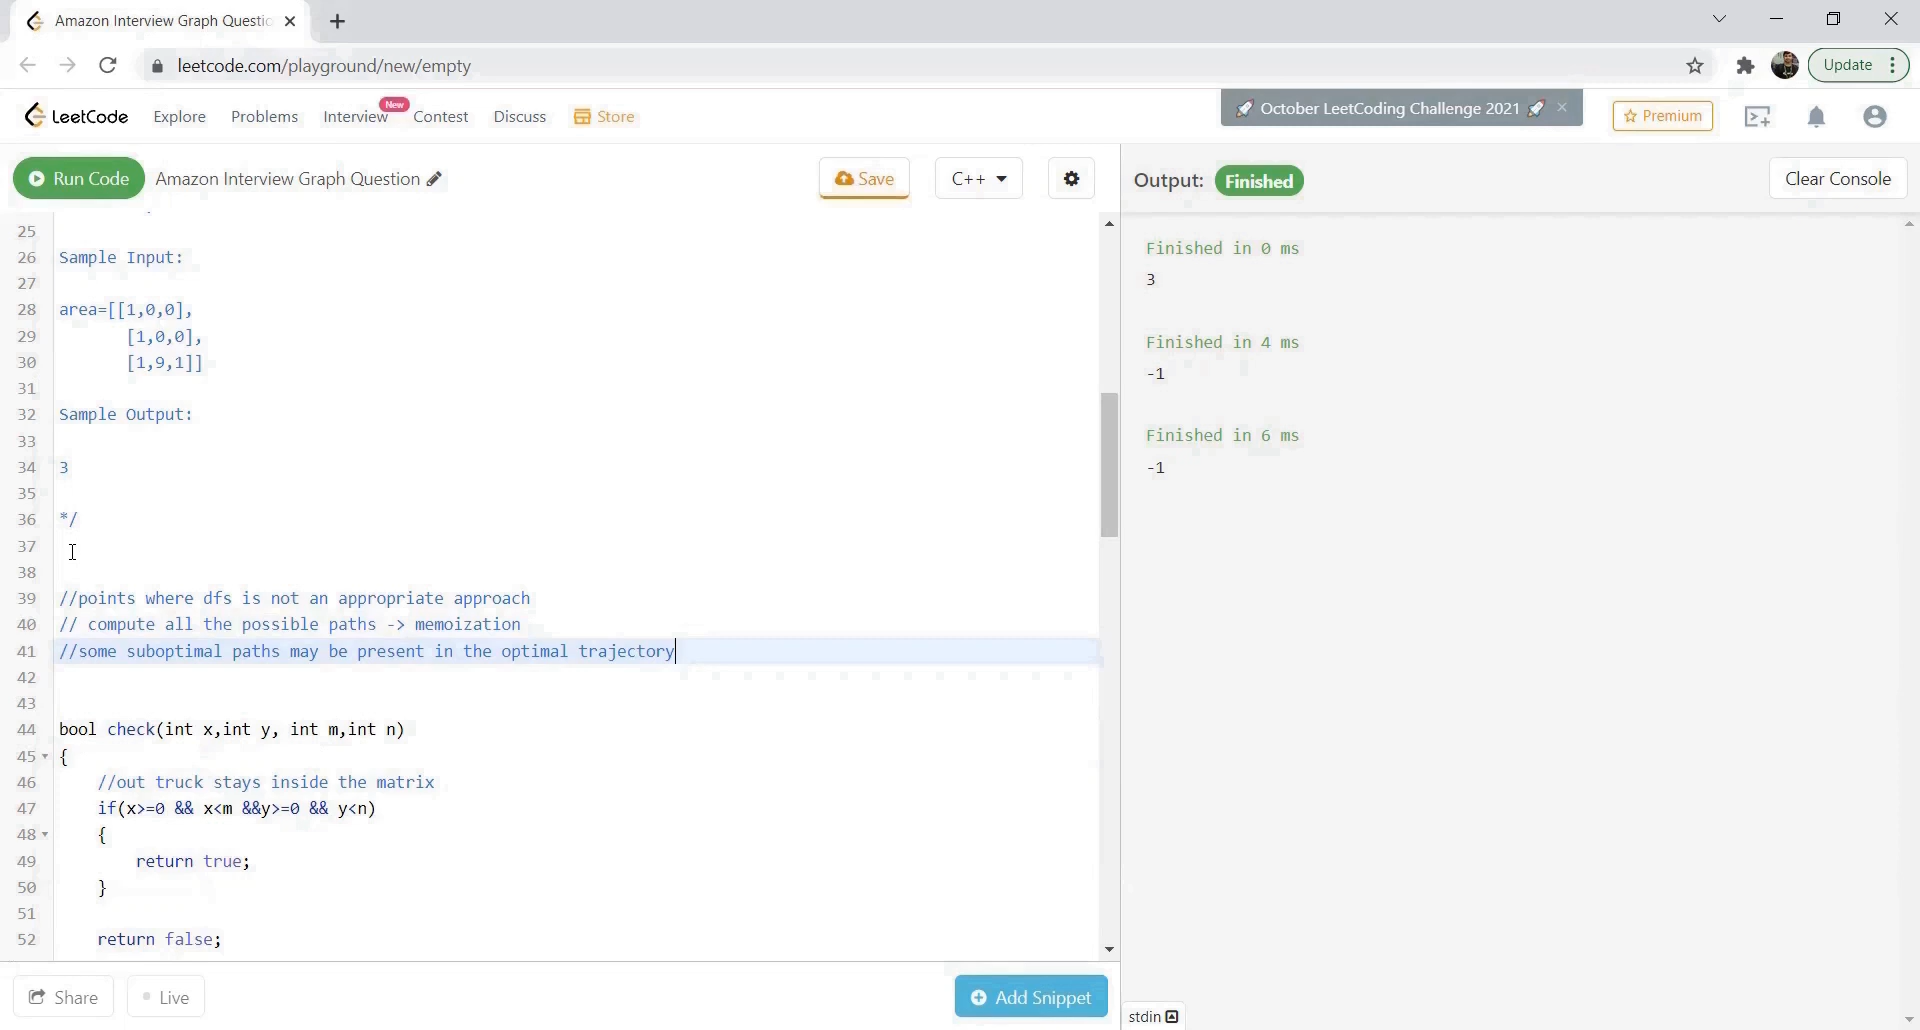 Amazon Interview Graph Questio
leetcode.com/playground/new/empty
Update
LeetCode
Explore
Problems
Interview
New
Contest
Discuss
Store
🚀 October LeetCoding Challenge 2021 🚀 ×
Premium
Run Code
Amazon Interview Graph Question
Save
C++
Output: Finished
Clear Console
25
26 Sample Input:
27
28 area=[[1,0,0],
29 [1,0,0],
30 [1,9,1]]
31
32 Sample Output:
33
34 3
35
36 */
37
38
39 //points where dfs is not an appropriate approach
40 // compute all the possible paths -> memoization
41 //some suboptimal paths may be present in the optimal trajectory
42
43
44 bool check(int x,int y, int m,int n)
45 {
46 //out truck stays inside the matrix
47 if(x>=0 && x<m &&y>=0 && y<n)
48 {
49 return true;
50 }
51
52 return false;
Finished in 0 ms
3
Finished in 4 ms
-1
Finished in 6 ms
-1
Share
Live
Add Snippet
stdin